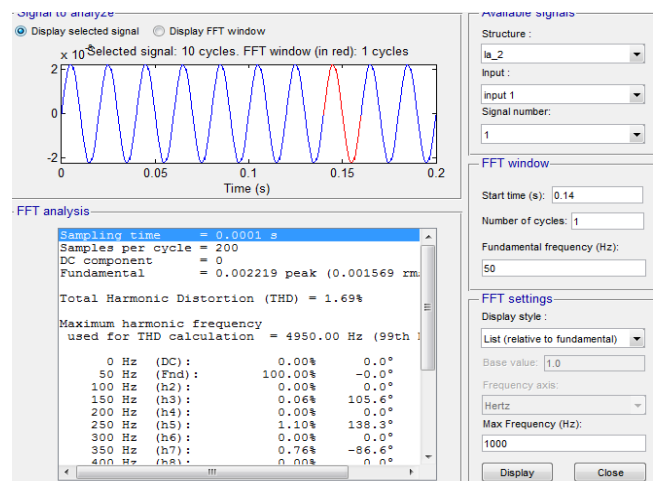 Signal to analyze
Display selected signal Display FFT window
Selected signal: 10 cycles. FFT window (in red): 1 cycles
x 10
2
0
-2
0 0.05 0.1 0.15 0.2
Time (s)
FFT analysis
Sampling time = 0.0001 s
Samples per cycle = 200
DC component = 0
Fundamental = 0.002219 peak (0.001569 rm
Total Harmonic Distortion (THD) = 1.69%
Maximum harmonic frequency
used for THD calculation = 4950.00 Hz (99th
0 Hz (DC): 0.00% 0.0°
50 Hz (Fnd): 100.00% -0.0°
100 Hz (h2): 0.00% 0.0°
150 Hz (h3): 0.06% 105.6°
200 Hz (h4): 0.00% 0.0°
250 Hz (h5): 1.10% 138.3°
300 Hz (h6): 0.00% 0.0°
350 Hz (h7): 0.76% -86.6°
400 Hz (h8): 0.00% 0.0°
Available signals
Structure :
Ia_2
Input :
input 1
Signal number:
1
FFT window
Start time (s): 0.14
Number of cycles: 1
Fundamental frequency (Hz):
50
FFT settings
Display style :
List (relative to fundamental)
Base value: 1.0
Frequency axis:
Hertz
Max Frequency (Hz):
1000
Display Close